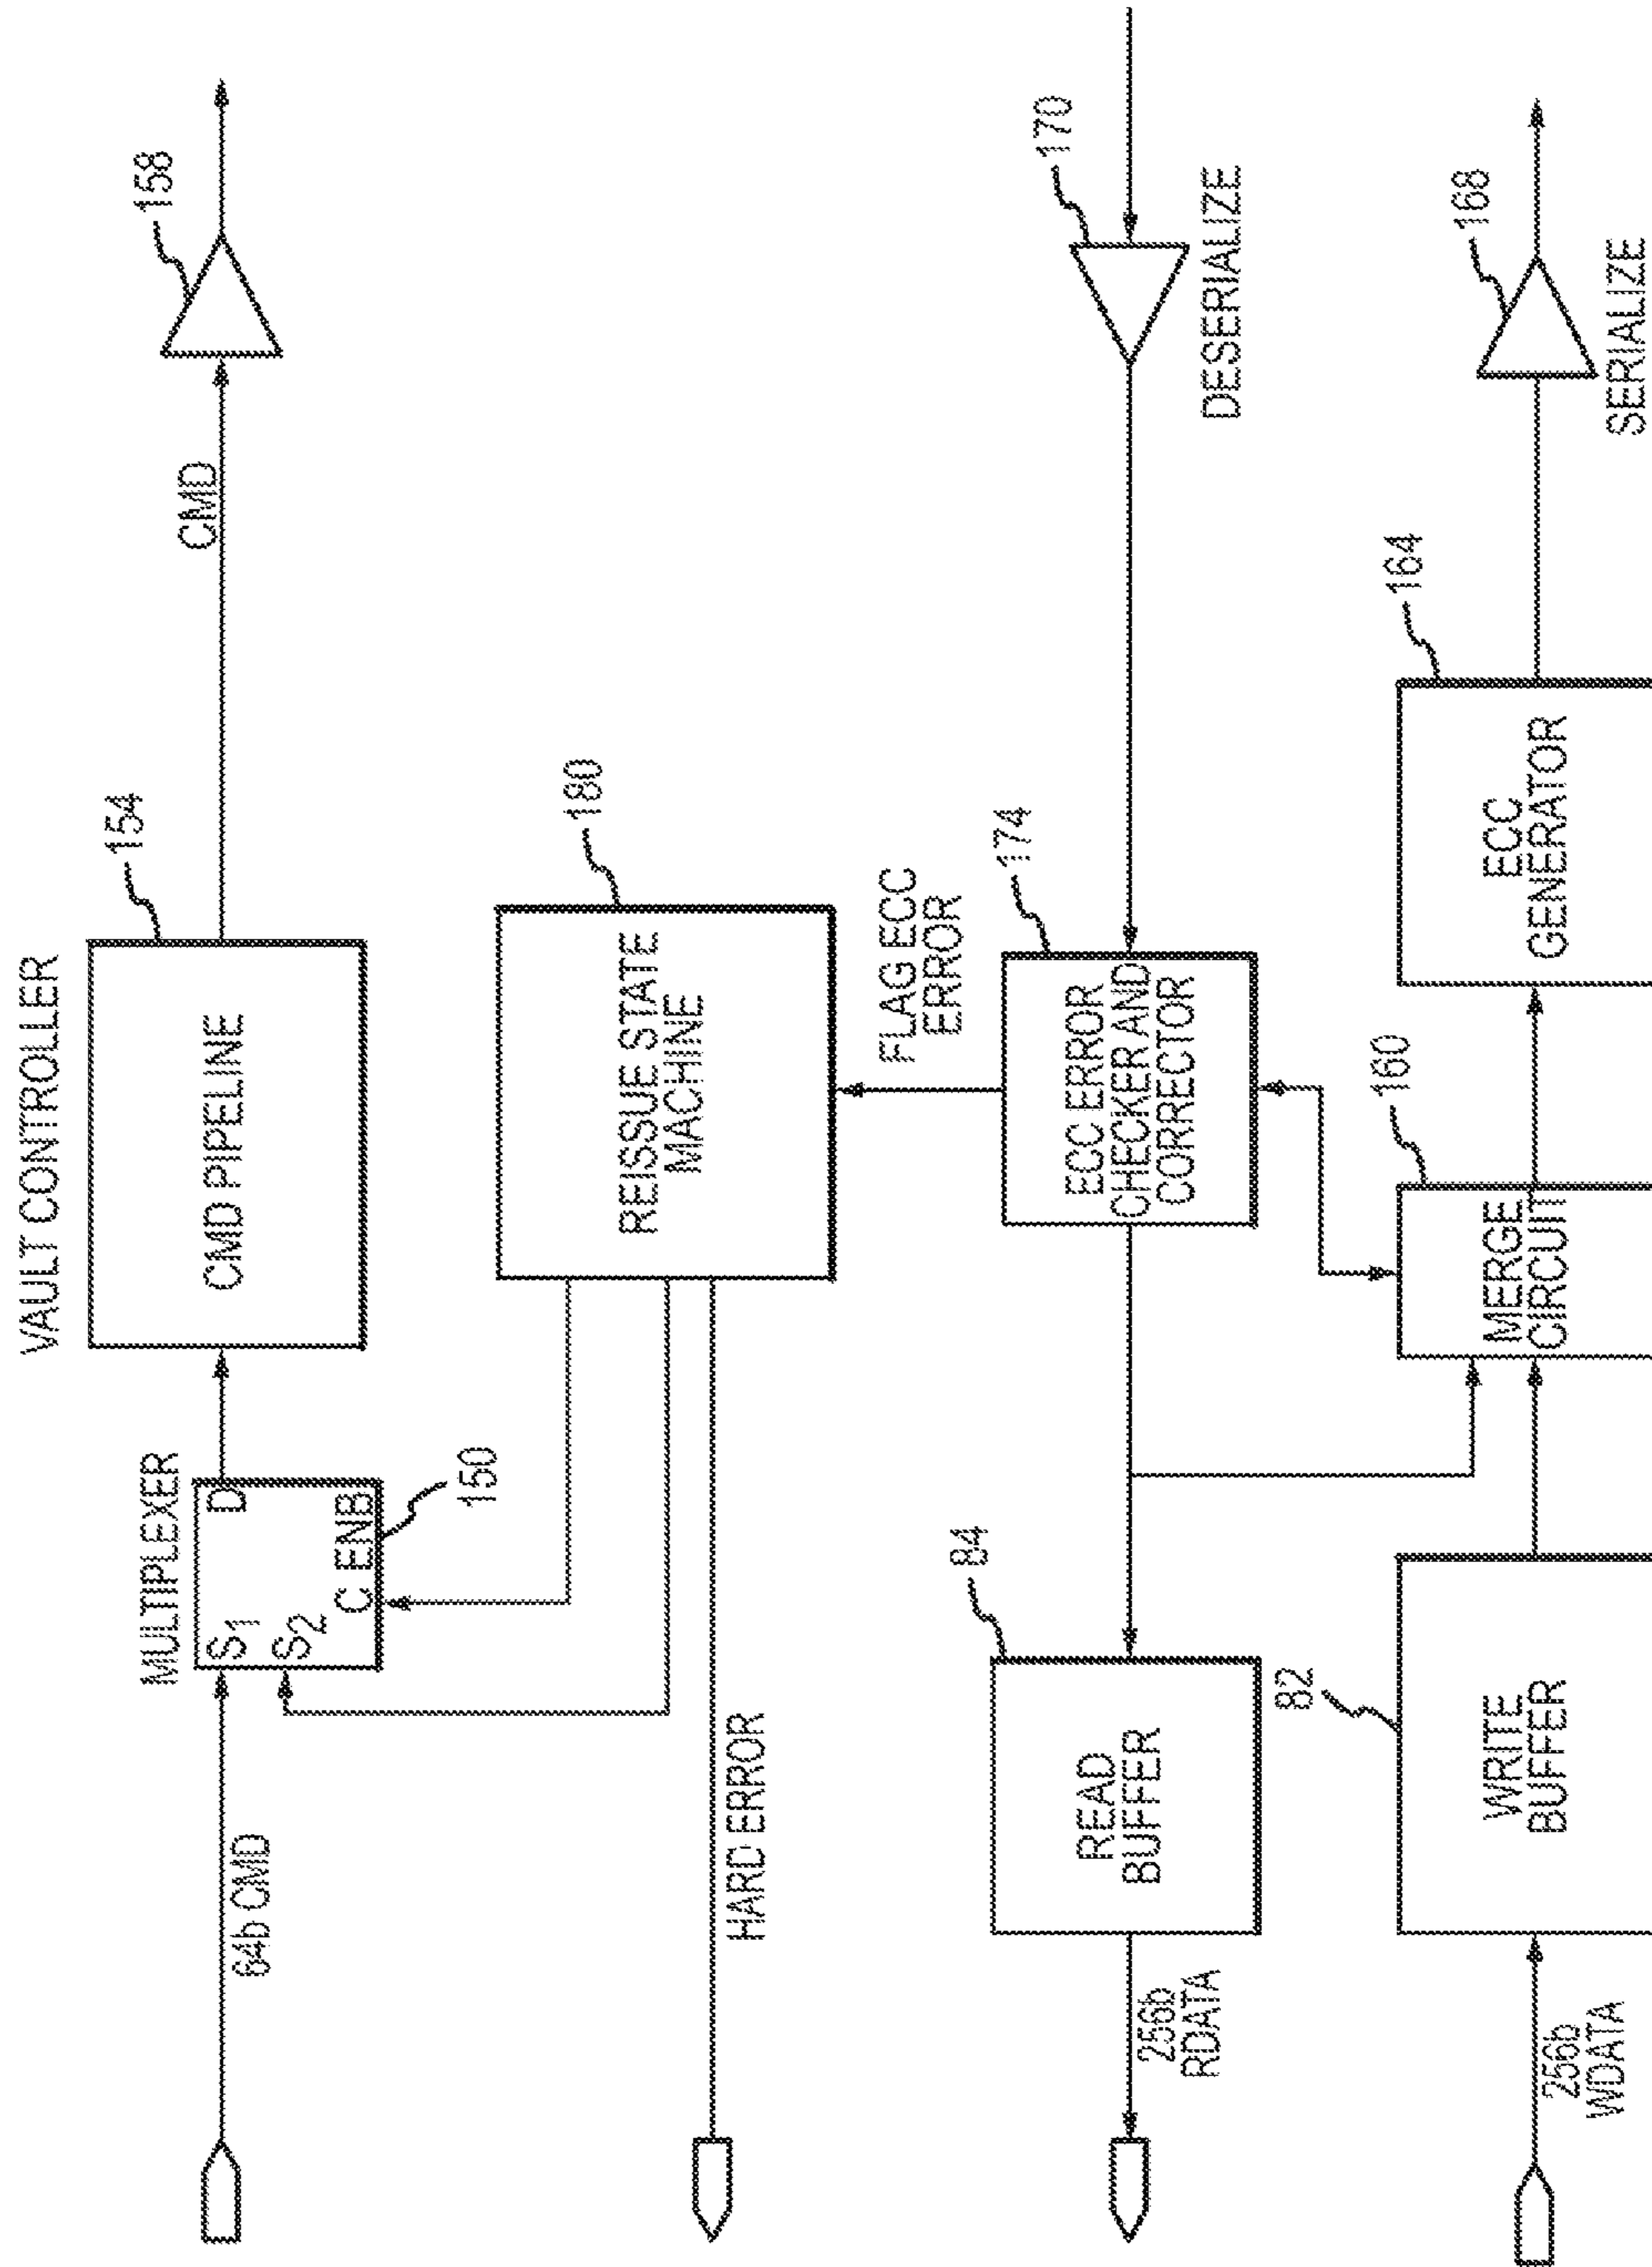 VAULT CONTROLLER
MULTIPLEXER
64b CMD
S1
S2
D
C ENB
150
CMD PIPELINE
154
CMD
158
HARD ERROR
REISSUE STATE
MACHINE
180
FLAG ECC
ERROR
256b
RDATA
READ
BUFFER
84
ECC ERROR
CHECKER AND
CORRECTOR
174
170
DESERIALIZE
256b
WDATA
WRITE
BUFFER
82
MERGE
CIRCUIT
160
ECC
GENERATOR
164
168
SERIALIZE